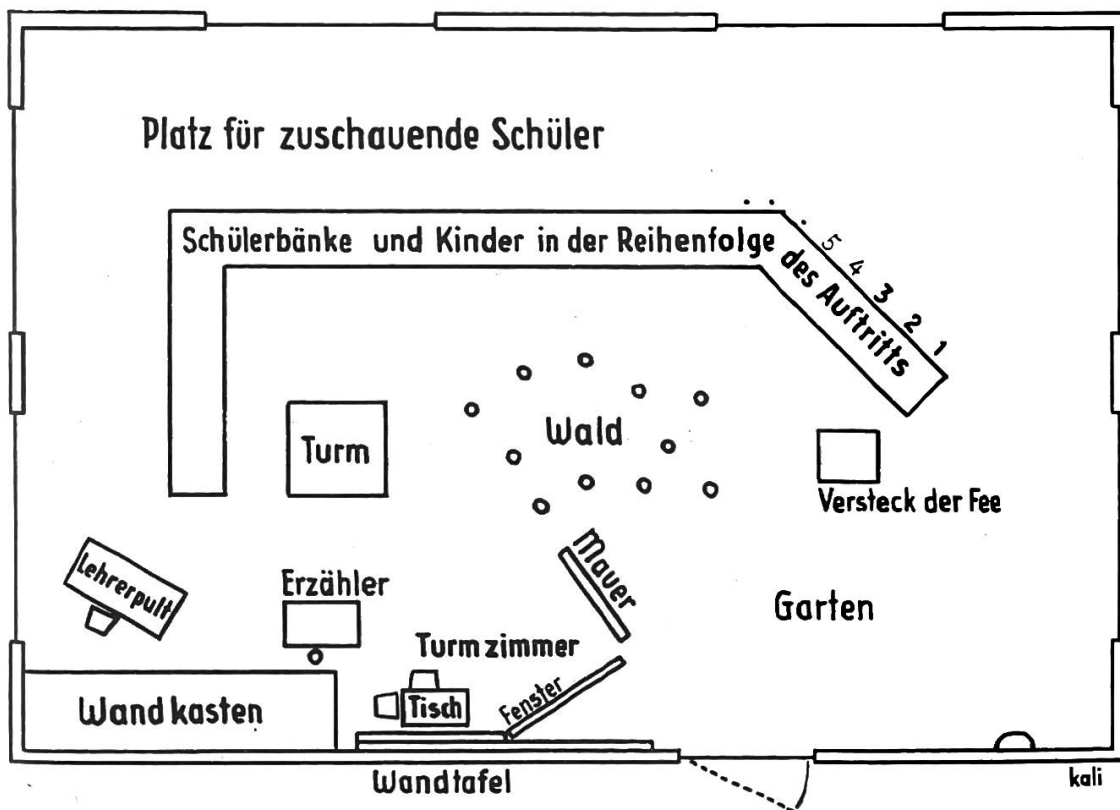 Platz für zuschauende Schüler
Schülerbänke und Kinder in der Reihenfolge des Auftritts
5
4
3
2
1
Turm
Wald
Versteck der Fee
Mauer
Lehrerpult
Erzähler
Garten
Turmzimmer
Wandkasten
Tisch
Fenster
Wandtafel
kali